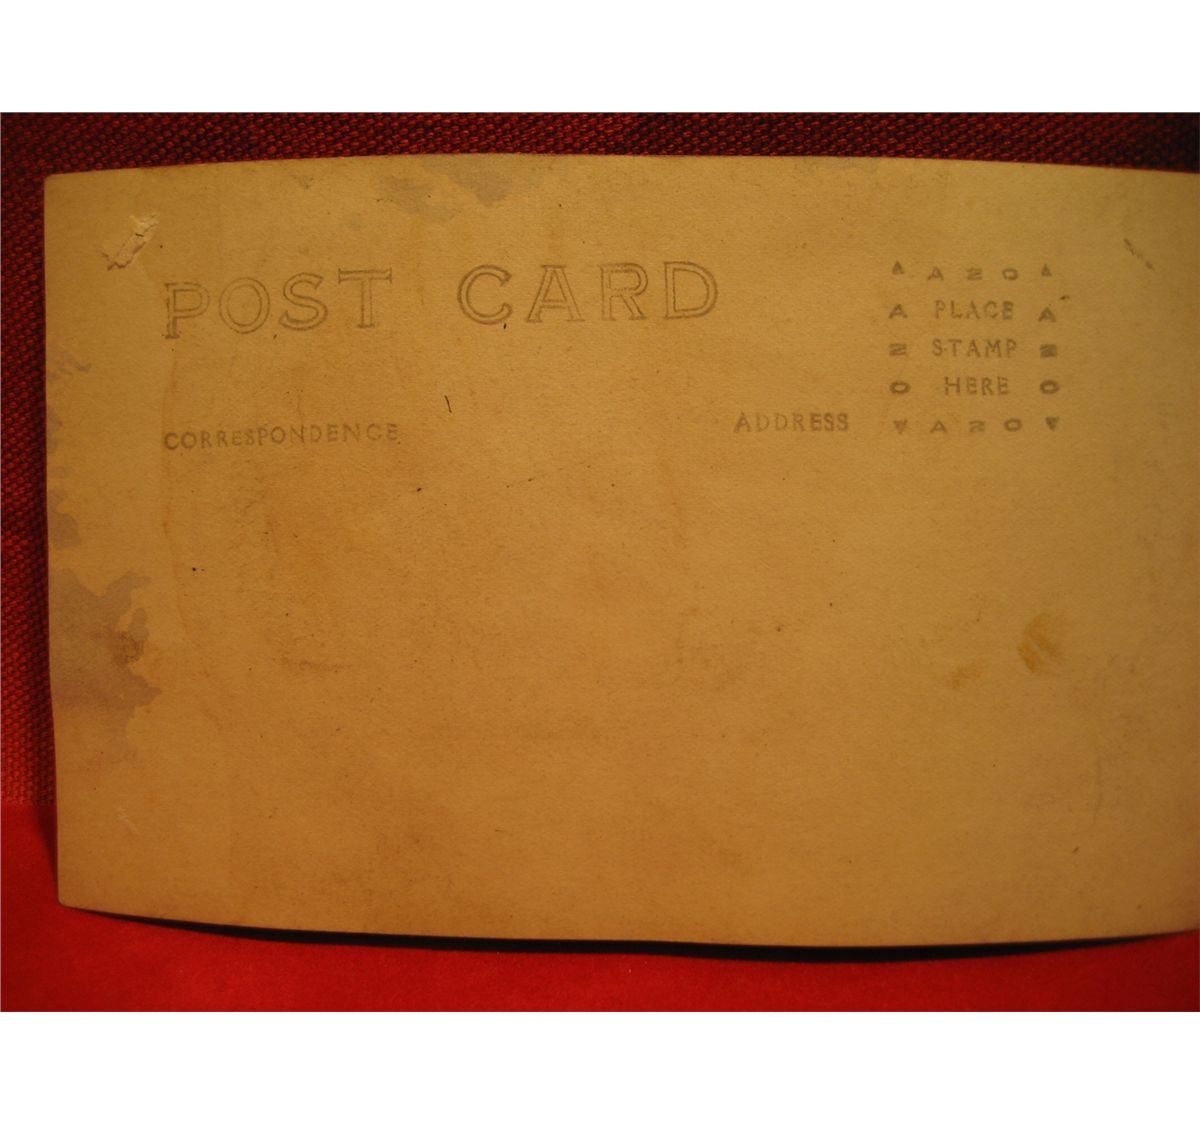 POST CARD
CORRESPONDENCE
ADDRESS
▲ A Z O ▲
A PLACE A
Z STAMP Z
O HERE O
▼ A Z O ▼